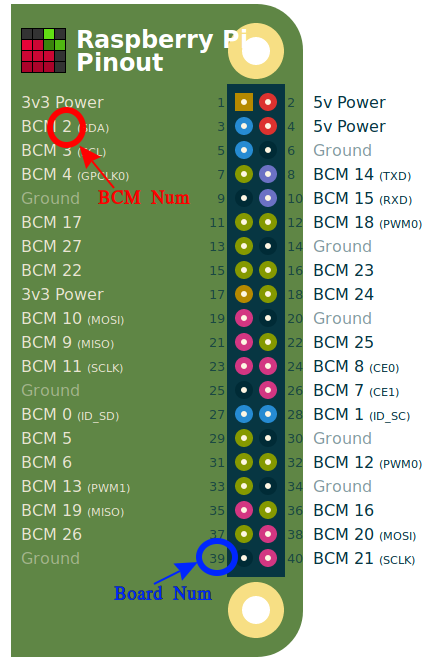 Raspberry Pi
Pinout
3v3 Power 1 2 5v Power
BCM 2 (SDA) 3 4 5v Power
BCM 3 (SCL) 5 6 Ground
BCM 4 (GPCLK0) 7 8 BCM 14 (TXD)
Ground 9 10 BCM 15 (RXD)
BCM Num
BCM 17 11 12 BCM 18 (PWM0)
BCM 27 13 14 Ground
BCM 22 15 16 BCM 23
3v3 Power 17 18 BCM 24
BCM 10 (MOSI) 19 20 Ground
BCM 9 (MISO) 21 22 BCM 25
BCM 11 (SCLK) 23 24 BCM 8 (CE0)
Ground 25 26 BCM 7 (CE1)
BCM 0 (ID_SD) 27 28 BCM 1 (ID_SC)
BCM 5 29 30 Ground
BCM 6 31 32 BCM 12 (PWM0)
BCM 13 (PWM1) 33 34 Ground
BCM 19 (MISO) 35 36 BCM 16
BCM 26 37 38 BCM 20 (MOSI)
Ground 39 40 BCM 21 (SCLK)
Board Num